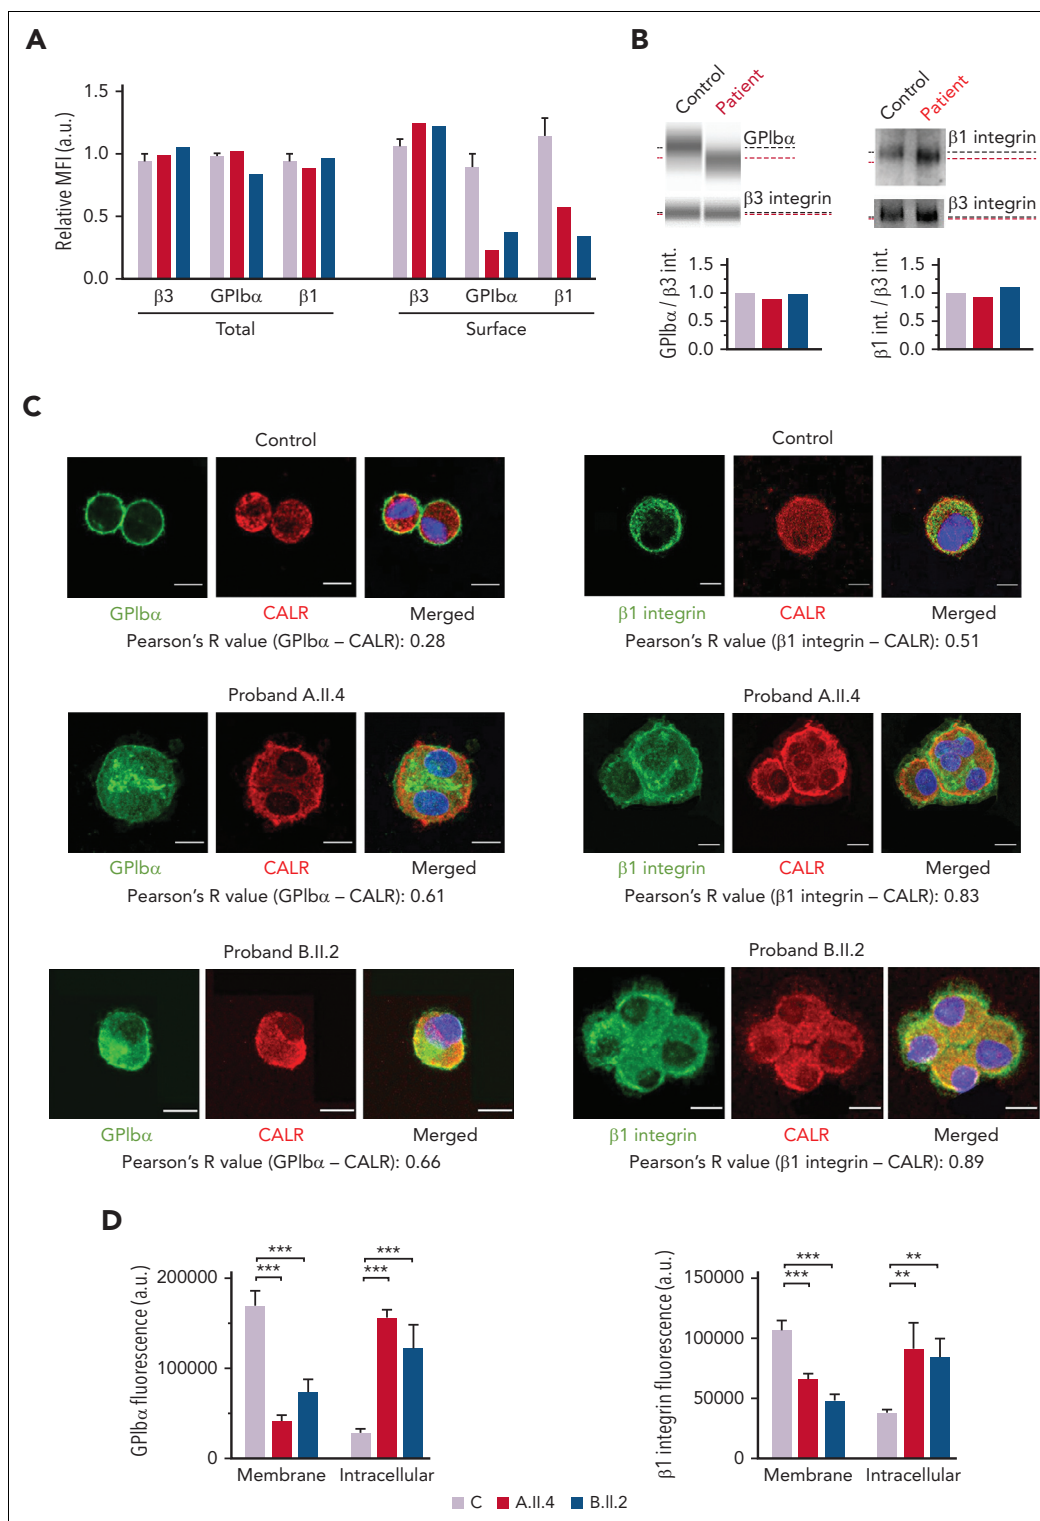 A
Relative MFI (a.u.)
1.5
1.0
0.5
0.0
β3 GPIbα β1
Total
β3 GPIbα β1
Surface
B
Control
Patient
GPIbα
β3 integrin
GPIbα / β3 int.
1.5
1.0
0.5
0.0
Control
Patient
β1 integrin
β3 integrin
β1 int. / β3 int.
1.5
1.0
0.5
0.0
C
Control
GPIbα CALR Merged
Pearson's R value (GPIbα – CALR): 0.28
Control
β1 integrin CALR Merged
Pearson's R value (β1 integrin – CALR): 0.51
Proband A.II.4
GPIbα CALR Merged
Pearson's R value (GPIbα – CALR): 0.61
Proband A.II.4
β1 integrin CALR Merged
Pearson's R value (β1 integrin – CALR): 0.83
Proband B.II.2
GPIbα CALR Merged
Pearson's R value (GPIbα – CALR): 0.66
Proband B.II.2
β1 integrin CALR Merged
Pearson's R value (β1 integrin – CALR): 0.89
D
GPIbα fluorescence (a.u.)
200000
100000
0
***
***
***
***
Membrane Intracellular
β1 integrin fluorescence (a.u.)
150000
100000
50000
0
***
***
**
**
Membrane Intracellular
C A.II.4 B.II.2